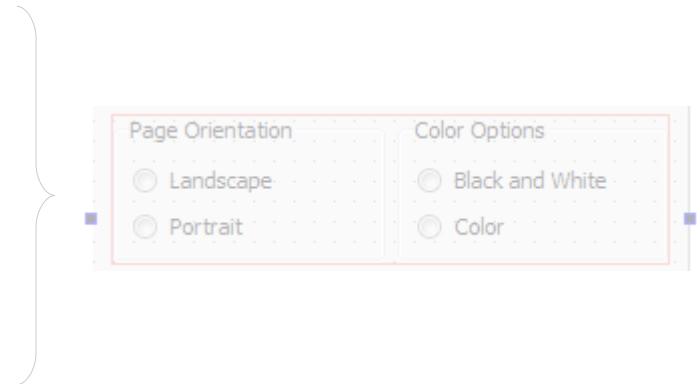 Page Orientation
Landscape
Portrait
Color Options
Black and White
Color